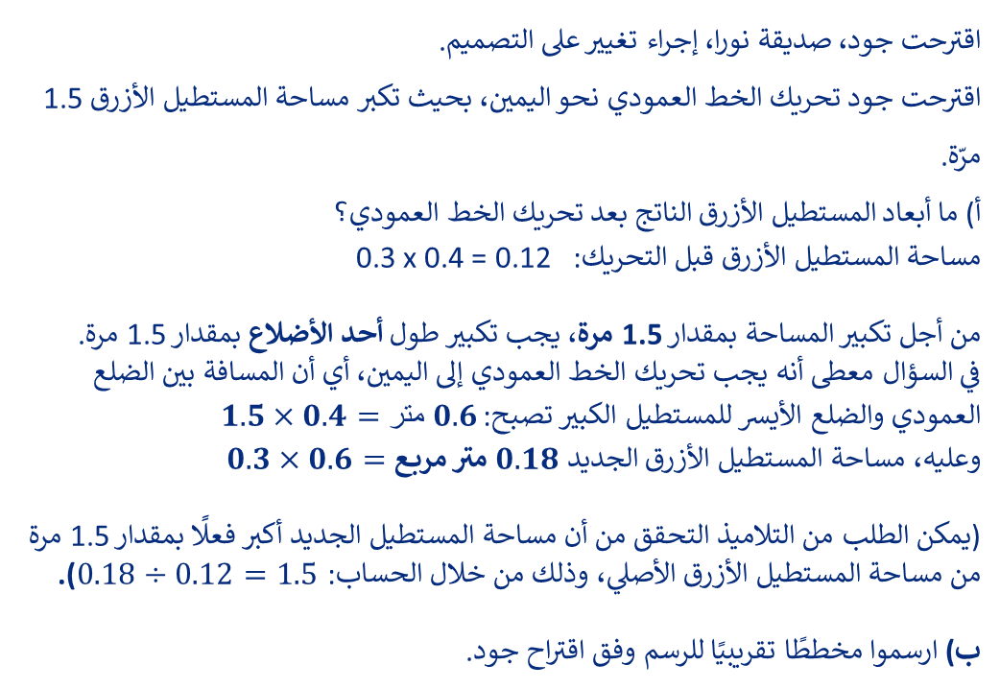 اقترحت جود، صديقة نورا، إجراء تغيير على التصميم.
اقترحت جود تحريك الخط العمودي نحو اليمين، بحيث تكبر مساحة المستطيل الأزرق 1.5
مرّة.
أ) ما أبعاد المستطيل الأزرق الناتج بعد تحريك الخط العمودي؟
مساحة المستطيل الأزرق قبل التحريك: 0.3 x 0.4 = 0.12
من أجل تكبير المساحة بمقدار 1.5 مرة، يجب تكبير طول أحد الأضلاع بمقدار 1.5 مرة.
في السؤال معطى أنه يجب تحريك الخط العمودي إلى اليمين، أي أن المسافة بين الضلع
العمودي والضلع الأيسر للمستطيل الكبير تصبح: 0.6 متر = 0.4 × 1.5
وعليه، مساحة المستطيل الأزرق الجديد 0.18 متر مربع = 0.6 × 0.3
(يمكن الطلب من التلاميذ التحقق من أن مساحة المستطيل الجديد أكبر فعلًا بمقدار 1.5 مرة
من مساحة المستطيل الأزرق الأصلي، وذلك من خلال الحساب: 0.18 ÷ 0.12 = 1.5).
ب) ارسموا مخططًا تقريبيًا للرسم وفق اقتراح جود.